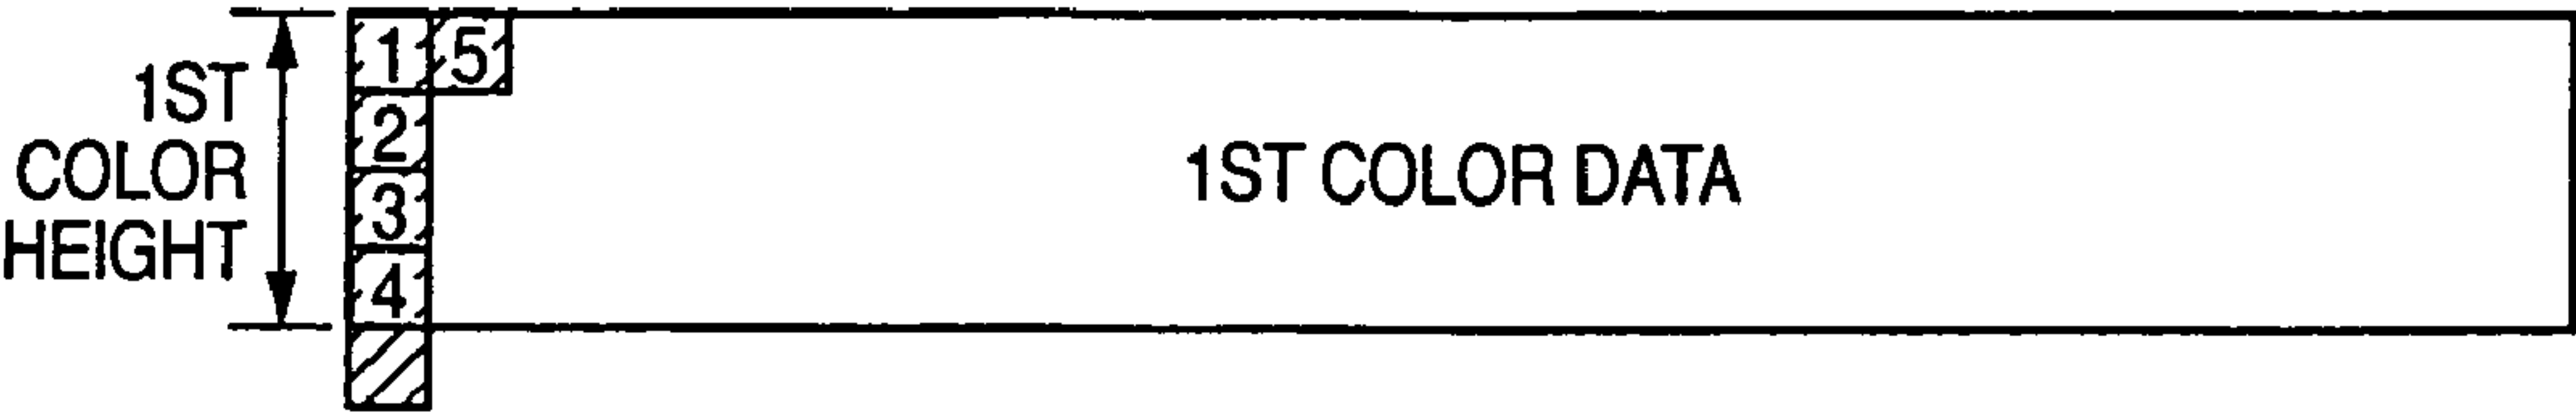 1ST
COLOR
HEIGHT
1 5
2
3
4
1ST COLOR DATA